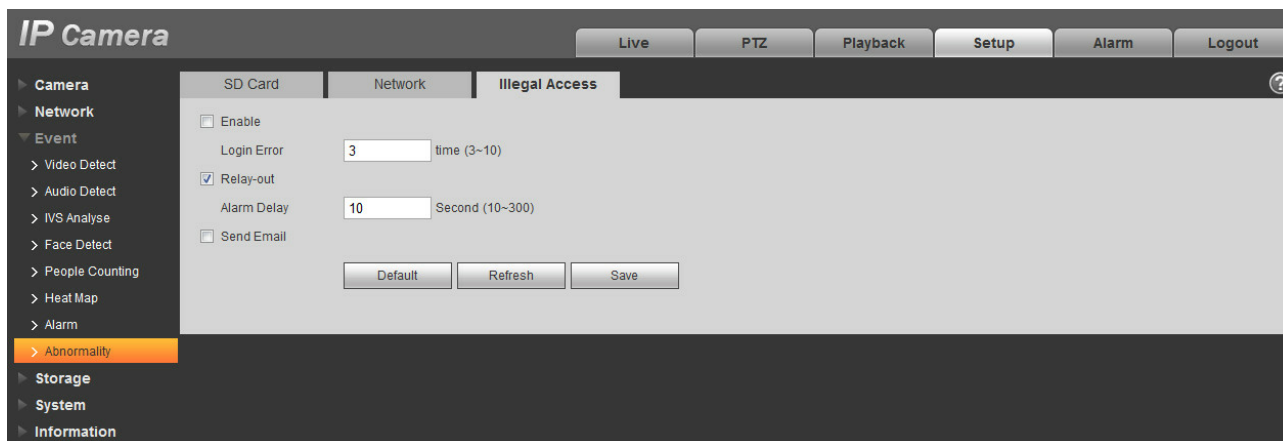 IP Camera
Live PTZ Playback Setup Alarm Logout
Camera
Network
Event
Video Detect
Audio Detect
IVS Analyse
Face Detect
People Counting
Heat Map
Alarm
Abnormality
Storage
System
Information
SD Card Network Illegal Access
?
Enable
Login Error 3 time (3~10)
Relay-out
Alarm Delay 10 Second (10~300)
Send Email
Default Refresh Save